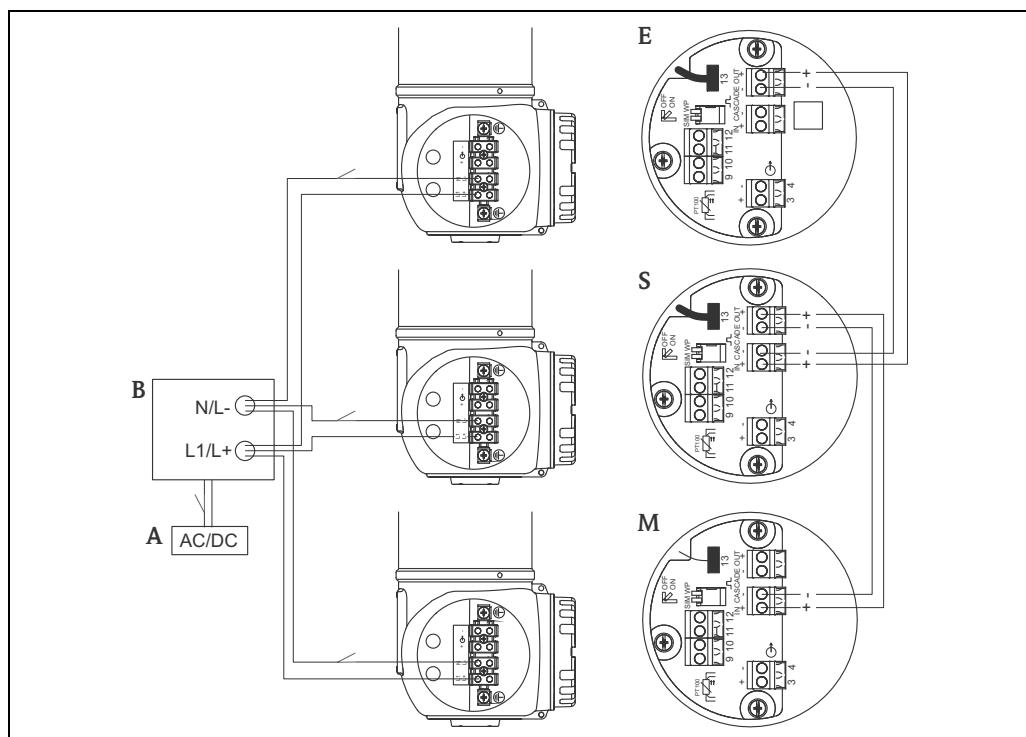 E
+
-
CASCADE OUT
IN
-
+
+
-
13
OFF
ON
SIM WP
9 10 11 12
PT100
-
+
4
3
S
+
-
CASCADE OUT
IN
-
+
+
-
-
+
13
OFF
ON
SIM WP
9 10 11 12
PT100
-
+
4
3
B
N/L-
L1/L+
A
AC/DC
M
+
-
CASCADE OUT
IN
-
+
-
+
13
OFF
ON
SIM WP
9 10 11 12
PT100
-
+
4
3